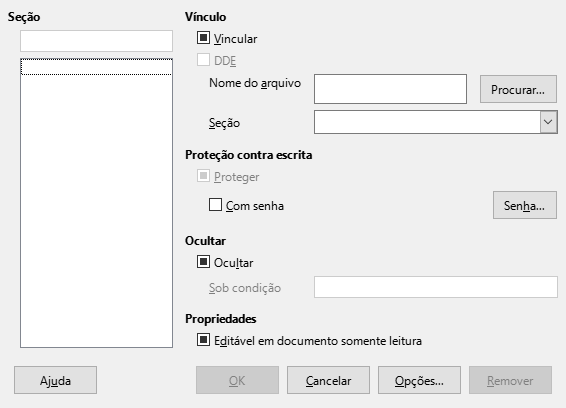 Seção
Vínculo
Vincular
DDE
Nome do arquivo
Procurar...
Seção
Proteção contra escrita
Proteger
Com senha
Senha...
Ocultar
Ocultar
Sob condição
Propriedades
Editável em documento somente leitura
Ajuda
OK
Cancelar
Opções...
Remover